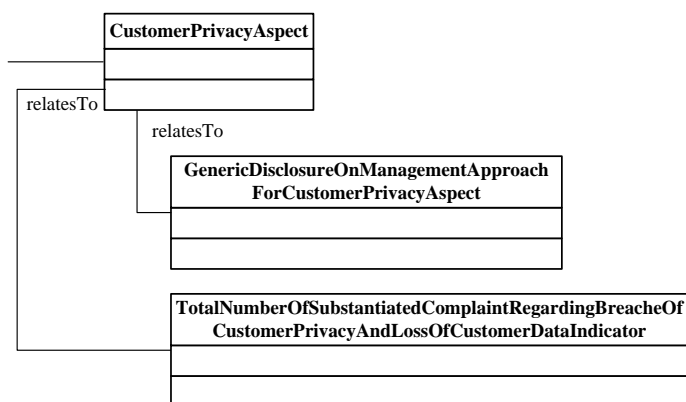 CustomerPrivacyAspect
relatesTo
relatesTo
GenericDisclosureOnManagementApproach
ForCustomerPrivacyAspect
TotalNumberOfSubstantiatedComplaintRegardingBreacheOf
CustomerPrivacyAndLossOfCustomerDataIndicator